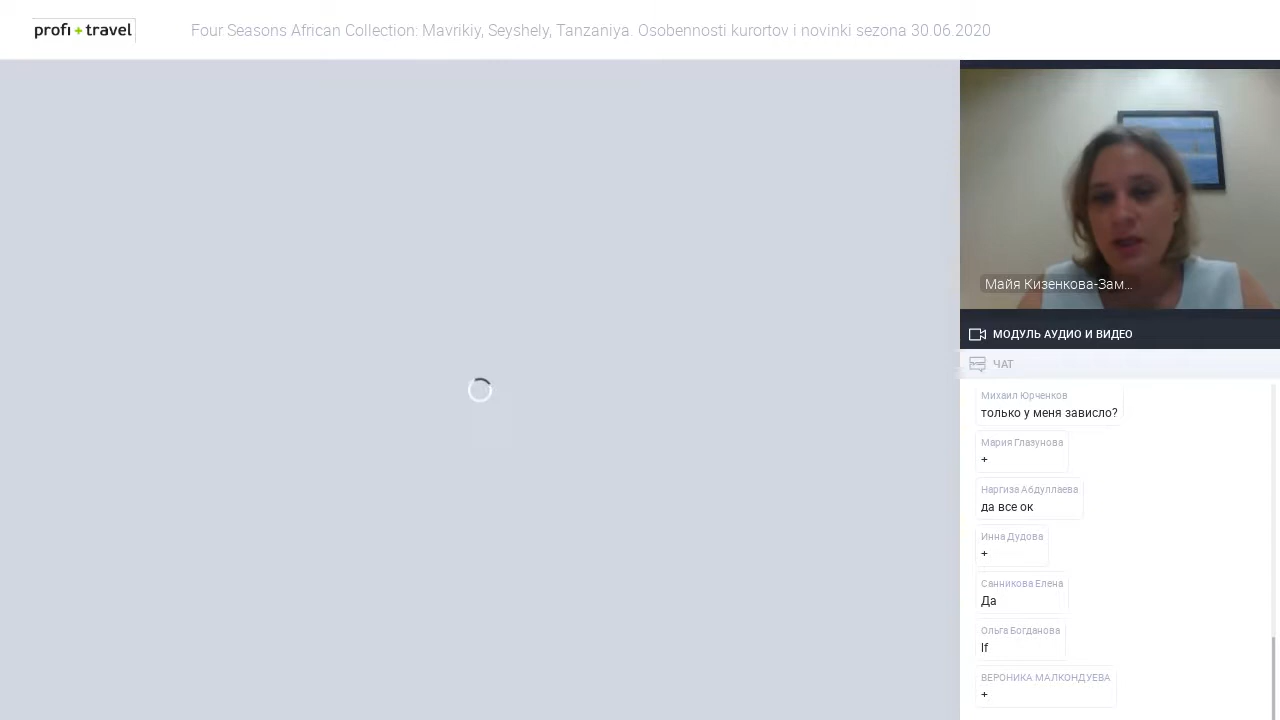 profi + travel
Four Seasons African Collection: Mavrikiy, Seyshely, Tanzaniya. Osobennosti kurortov i novinki sezona 30.06.2020
Майя Кизенкова-Зам...
МОДУЛЬ АУДИО И ВИДЕО
ЧАТ
Михаил Юрченков
только у меня зависло?
Мария Глазунова
+
Наргиза Абдуллаева
да все ок
Инна Дудова
+
Санникова Елена
Да
Ольга Богданова
lf
ВЕРОНИКА МАЛКОНДУЕВА
+